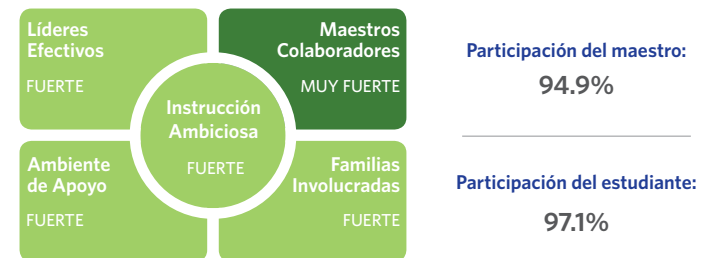 Líderes
Efectivos
FUERTE
Maestros
Colaboradores
MUY FUERTE
Instrucción
Ambiciosa
FUERTE
Ambiente
de Apoyo
FUERTE
Familias
Involucradas
FUERTE
Participación del maestro:
94.9%
Participación del estudiante:
97.1%